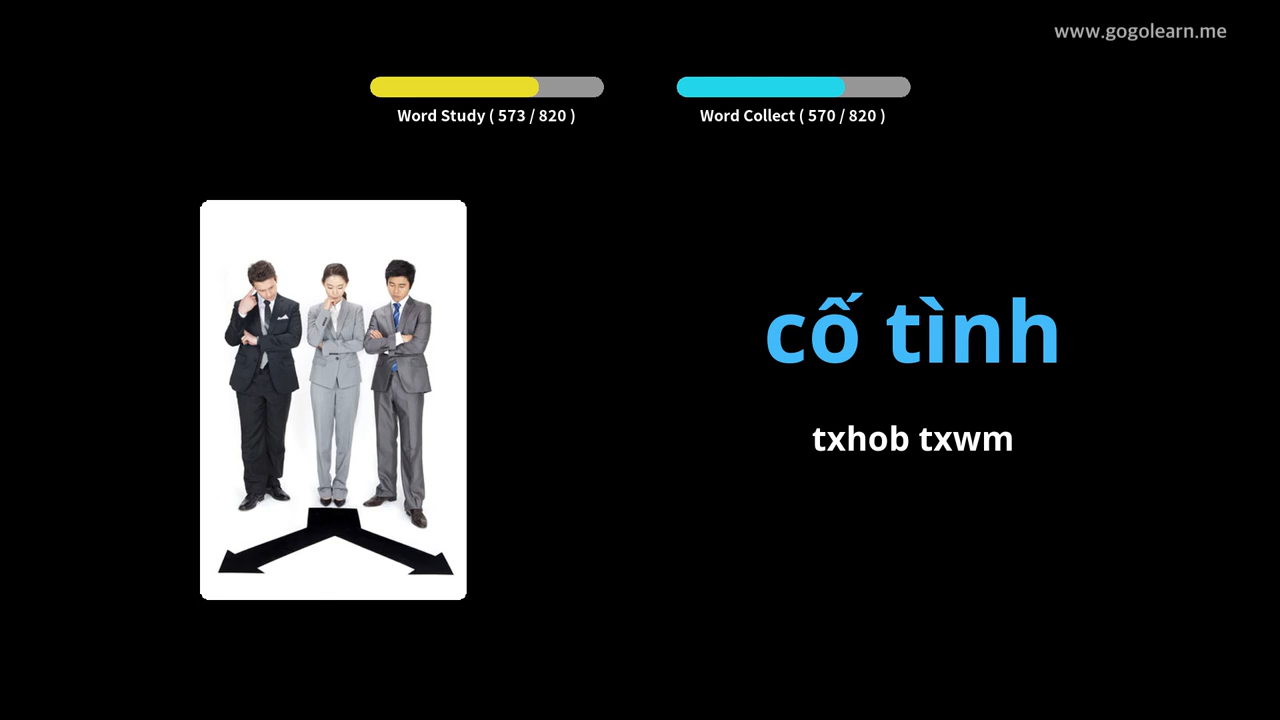 www.gogolearn.me
Word Study ( 573 / 820 )
Word Collect ( 570 / 820 )
cố tình
txhob txwm